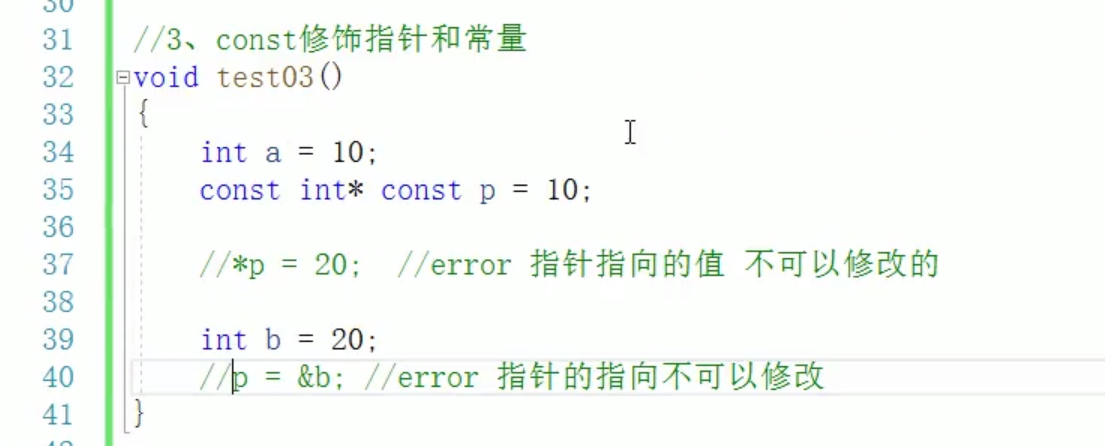 31 //3、const修饰指针和常量
32 void test03()
33 {
34 int a = 10;
35 const int* const p = 10;
36
37 //*p = 20; //error 指针指向的值 不可以修改的
38
39 int b = 20;
40 //p = &b; //error 指针的指向不可以修改
41 }